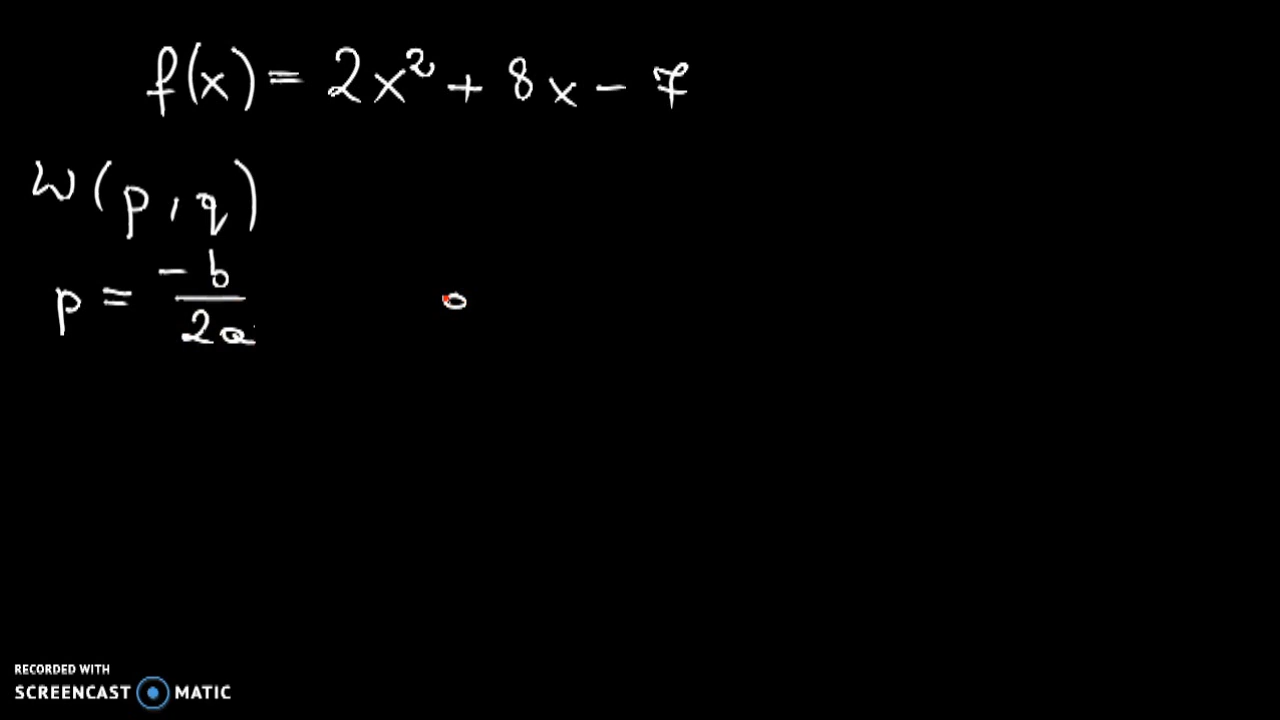 f(x) = 2x² + 8x - 7
W(p, q)
p = -b/2a
RECORDED WITH
SCREENCAST MATIC